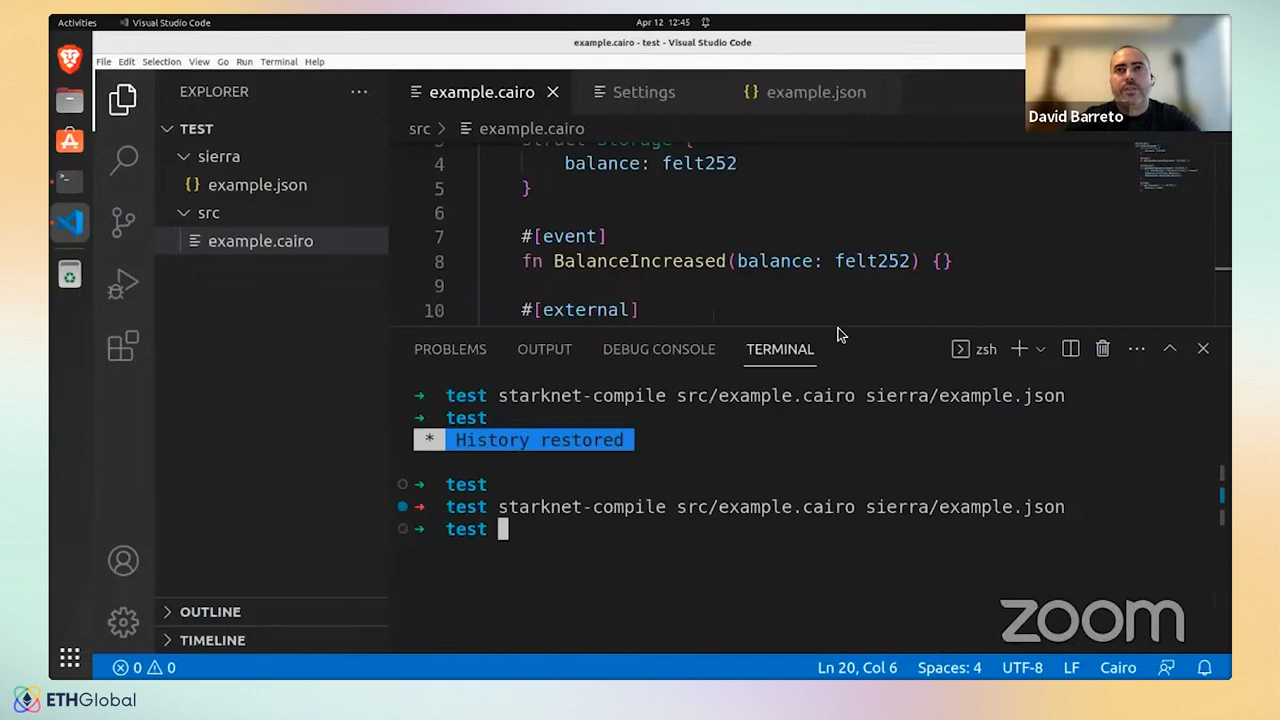 Activities
Visual Studio Code
Apr 12 12:45
example.cairo - test - Visual Studio Code
File Edit Selection View Go Run Terminal Help
David Barreto
EXPLORER
TEST
sierra
{} example.json
src
example.cairo
OUTLINE
TIMELINE
example.cairo
Settings
{} example.json
src > example.cairo
struct Storage {
4 balance: felt252
5 }
6
7 #[event]
8 fn BalanceIncreased(balance: felt252) {}
9
10 #[external]
PROBLEMS OUTPUT DEBUG CONSOLE TERMINAL
zsh
→ test starknet-compile src/example.cairo sierra/example.json
→ test
* History restored
→ test
→ test starknet-compile src/example.cairo sierra/example.json
→ test
zoom
0 0
Ln 20, Col 6 Spaces: 4 UTF-8 LF Cairo
ETHGlobal